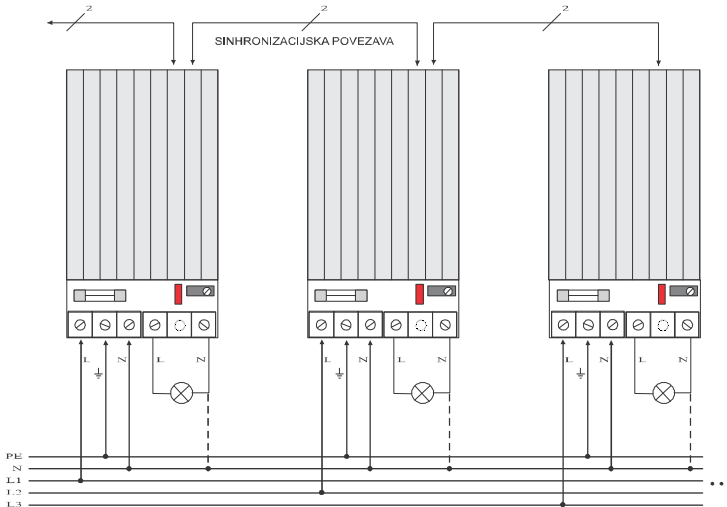 2
2
2
SINHRONIZACIJSKA POVEZAVA
L N L N
L N L N
L N L N
PE
N
L1
L2
L3